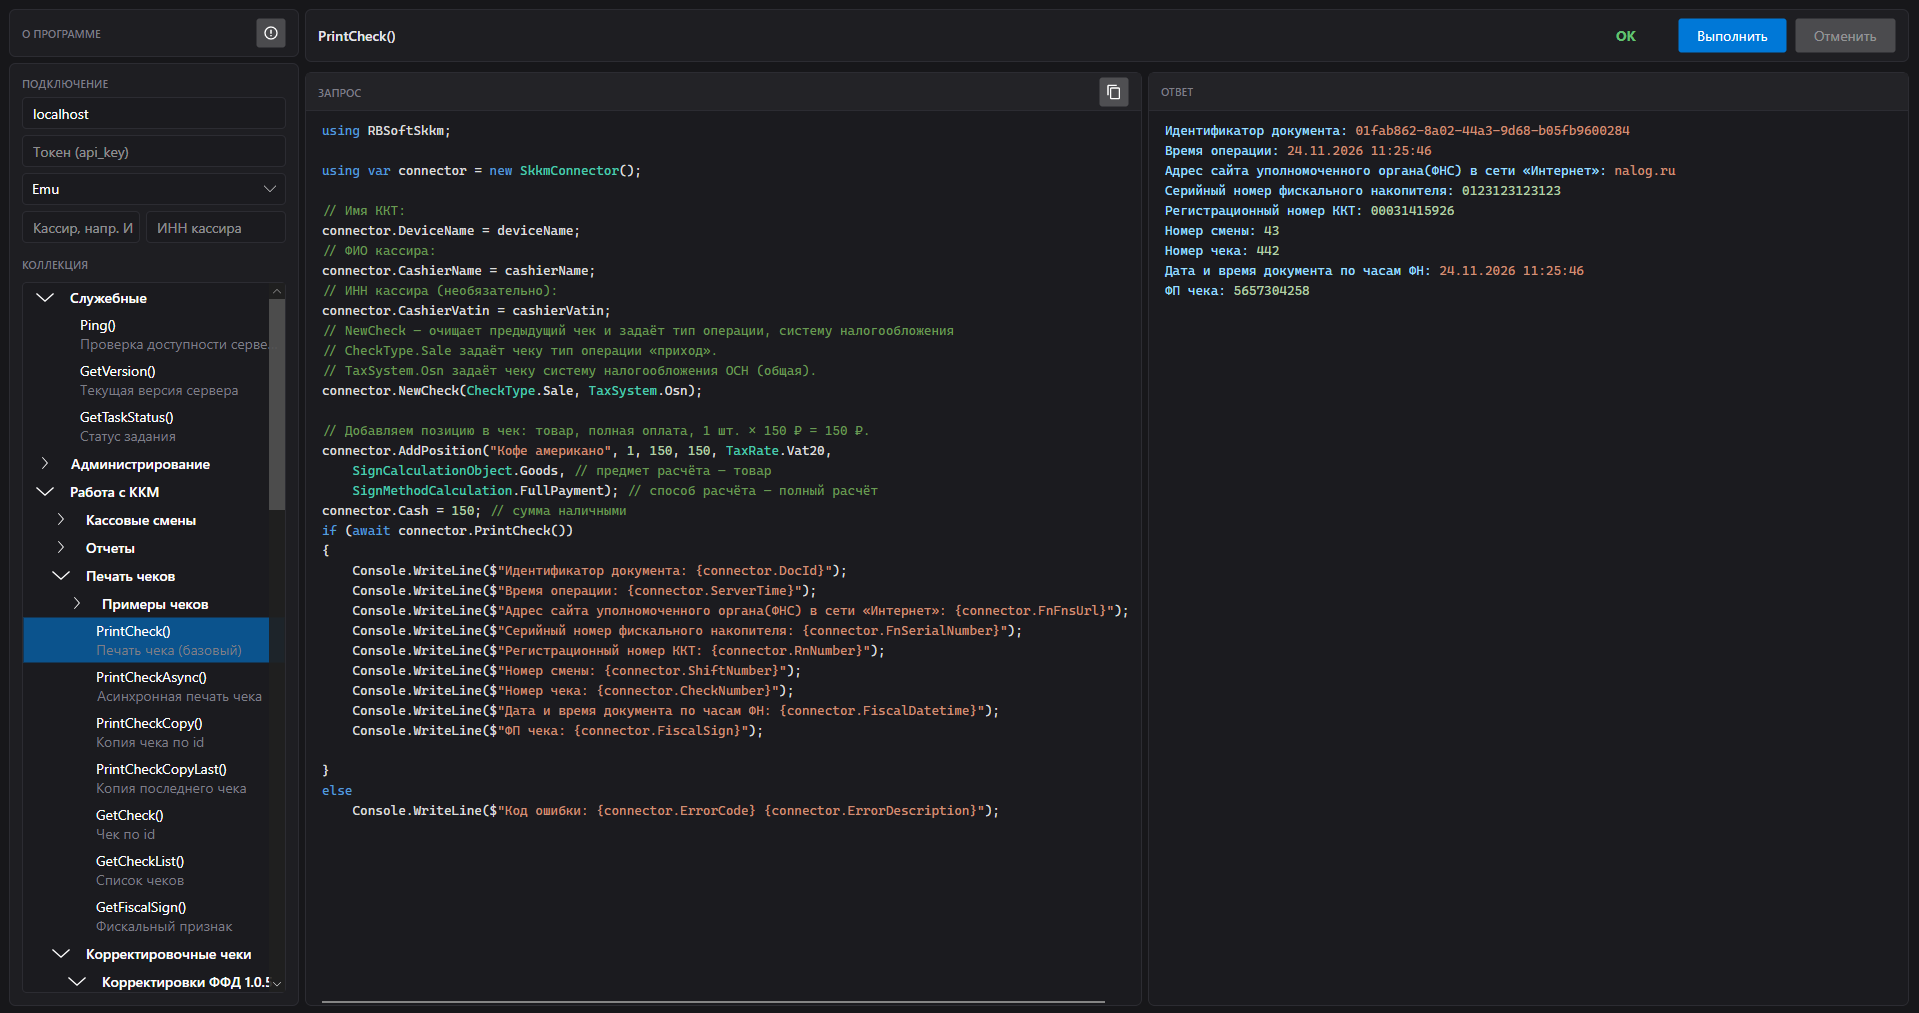 О ПРОГРАММЕ
ПОДКЛЮЧЕНИЕ
localhost
Токен (api_key)
Emu
Кассир, напр. И
ИНН кассира
КОЛЛЕКЦИЯ
Служебные
Ping()
Проверка доступности серве..
GetVersion()
Текущая версия сервера
GetTaskStatus()
Статус задания
Администрирование
Работа с ККМ
Кассовые смены
Отчеты
Печать чеков
Примеры чеков
PrintCheck()
Печать чека (базовый)
PrintCheckAsync()
Асинхронная печать чека
PrintCheckCopy()
Копия чека по id
PrintCheckCopyLast()
Копия последнего чека
GetCheck()
Чек по id
GetCheckList()
Список чеков
GetFiscalSign()
Фискальный признак
Корректировочные чеки
Корректировки ФФД 1.0.5
PrintCheck()
OK
Выполнить
Отменить
ЗАПРОС
using RBSoftSkkm;
using var connector = new SkkmConnector();
// Имя ККТ:
connector.DeviceName = deviceName;
// ФИО кассира:
connector.CashierName = cashierName;
// ИНН кассира (необязательно):
connector.CashierVatin = cashierVatin;
// NewCheck — очищает предыдущий чек и задаёт тип операции, систему налогообложения
// CheckType.Sale задаёт чеку тип операции «приход».
// TaxSystem.Osn задаёт чеку систему налогообложения ОСН (общая).
connector.NewCheck(CheckType.Sale, TaxSystem.Osn);
// Добавляем позицию в чек: товар, полная оплата, 1 шт. × 150 ₽ = 150 ₽.
connector.AddPosition("Кофе американо", 1, 150, 150, TaxRate.Vat20,
SignCalculationObject.Goods, // предмет расчёта — товар
SignMethodCalculation.FullPayment); // способ расчёта — полный расчёт
connector.Cash = 150; // сумма наличными
if (await connector.PrintCheck())
{
Console.WriteLine($"Идентификатор документа: {connector.DocId}");
Console.WriteLine($"Время операции: {connector.ServerTime}");
Console.WriteLine($"Адрес сайта уполномоченного органа(ФНС) в сети «Интернет»: {connector.FnFnsUrl}");
Console.WriteLine($"Серийный номер фискального накопителя: {connector.FnSerialNumber}");
Console.WriteLine($"Регистрационный номер ККТ: {connector.RnNumber}");
Console.WriteLine($"Номер смены: {connector.ShiftNumber}");
Console.WriteLine($"Номер чека: {connector.CheckNumber}");
Console.WriteLine($"Дата и время документа по часам ФН: {connector.FiscalDatetime}");
Console.WriteLine($"ФП чека: {connector.FiscalSign}");
}
else
Console.WriteLine($"Код ошибки: {connector.ErrorCode} {connector.ErrorDescription}");
ОТВЕТ
Идентификатор документа: 01fab862-8a02-44a3-9d68-b05fb9600284
Время операции: 24.11.2026 11:25:46
Адрес сайта уполномоченного органа(ФНС) в сети «Интернет»: nalog.ru
Серийный номер фискального накопителя: 0123123123123
Регистрационный номер ККТ: 00031415926
Номер смены: 43
Номер чека: 442
Дата и время документа по часам ФН: 24.11.2026 11:25:46
ФП чека: 5657304258